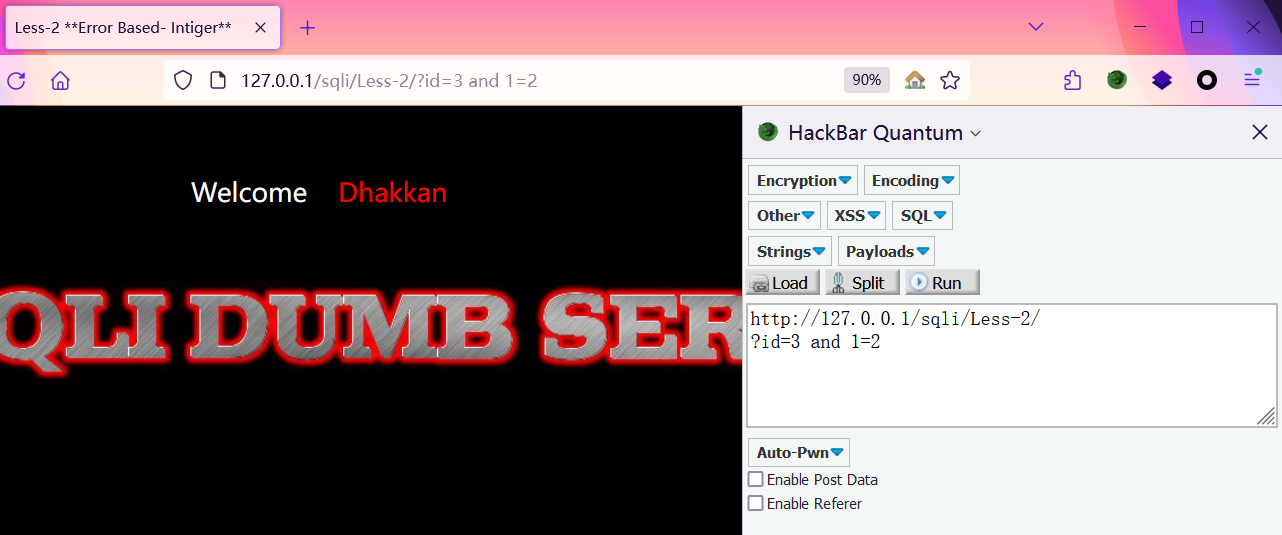 Less-2 **Error Based- Intiger**
127.0.0.1/sqli/Less-2/?id=3 and 1=2
90%
Welcome Dhakkan
QLI DUMB SER
HackBar Quantum
Encryption Encoding
Other XSS SQL
Strings Payloads
Load Split Run
http://127.0.0.1/sqli/Less-2/
?id=3 and 1=2
Auto-Pwn
Enable Post Data
Enable Referer